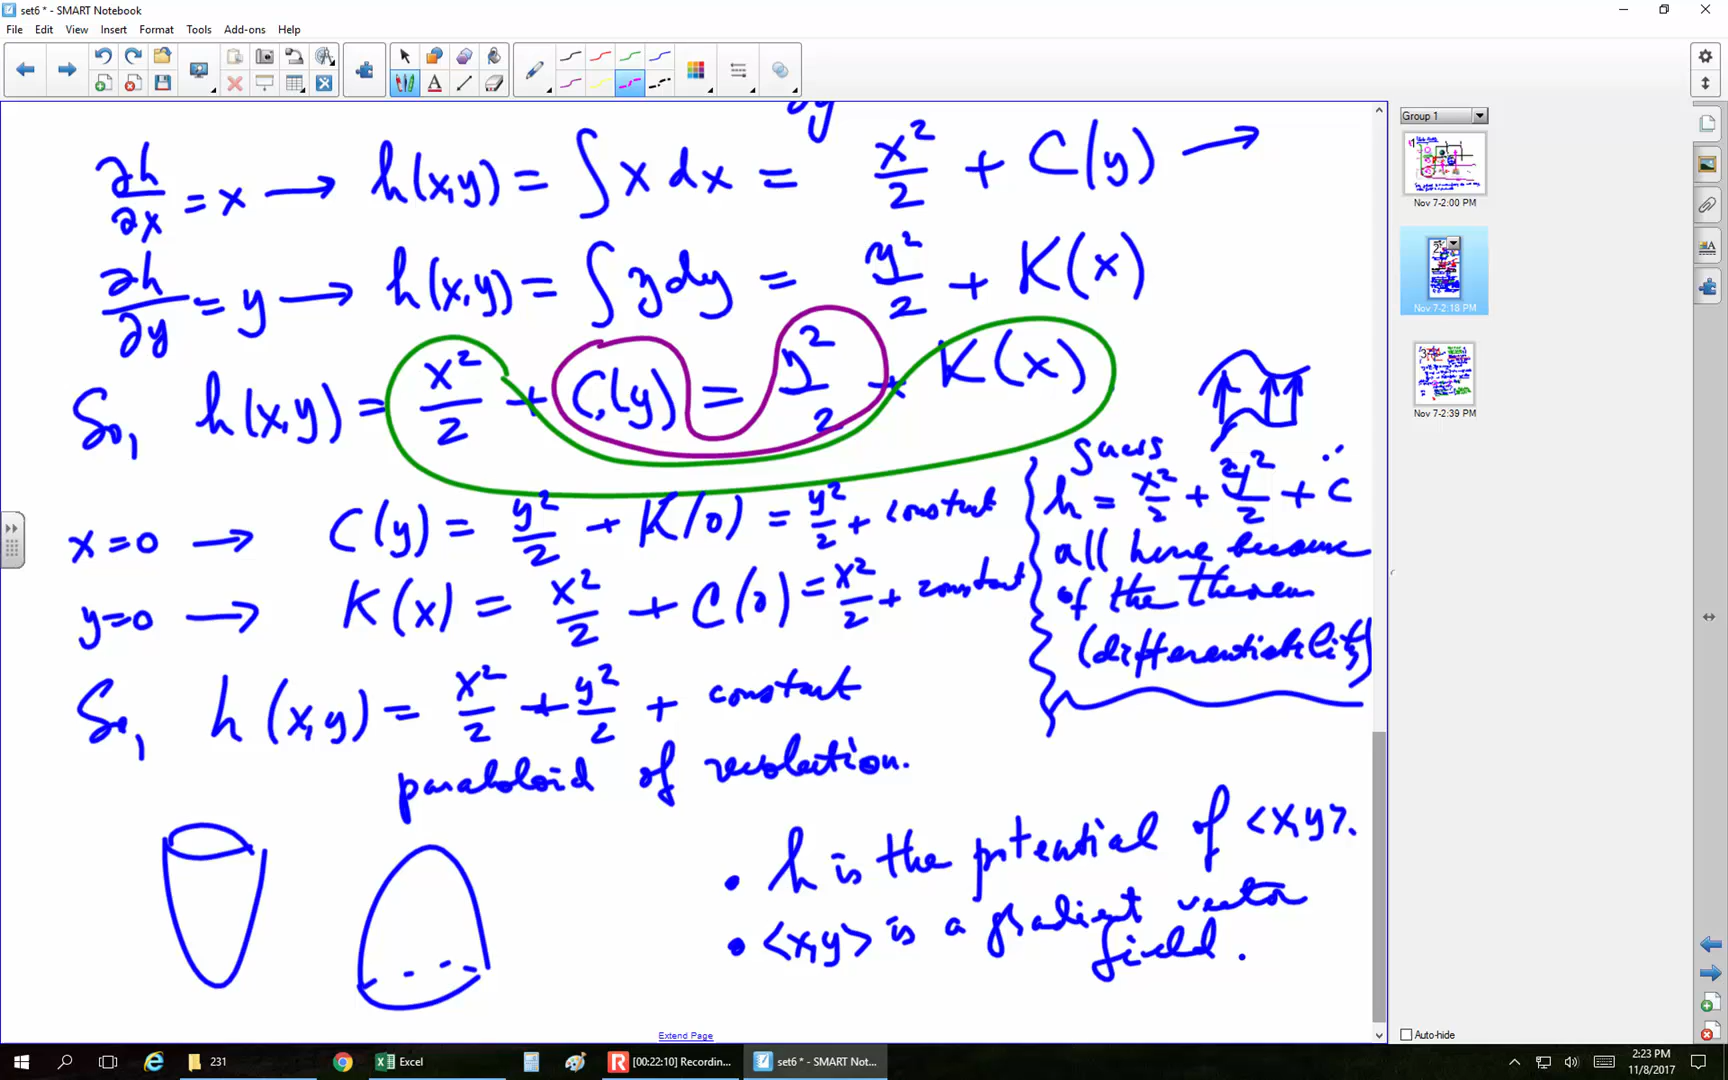 set6 * - SMART Notebook
File Edit View Insert Format Tools Add-ons Help
∂y
∂h/∂x = x → h(x,y) = ∫ x dx = x²/2 + C(y) →
∂h/∂y = y → h(x,y) = ∫ y dy = y²/2 + K(x)
So, h(x,y) = x²/2 + C(y) = y²/2 + K(x)
x=0 → C(y) = y²/2 + K(0) = y²/2 + constant
y=0 → K(x) = x²/2 + C(0) = x²/2 + constant
So, h(x,y) = x²/2 + y²/2 + constant
paraboloid of revolution.
guess
h = x²/2 + y²/2 + C
all here because
of the theorem
(differentiability)
• h is the potential of <x,y>.
• <x,y> is a gradient vector
field.
Extend Page
Group 1
Nov 7-2:00 PM
Nov 7-2:18 PM
Nov 7-2:39 PM
Auto-hide
231
Excel
[00:22:10] Recordin...
set6 * - SMART Not...
2:23 PM
11/8/2017